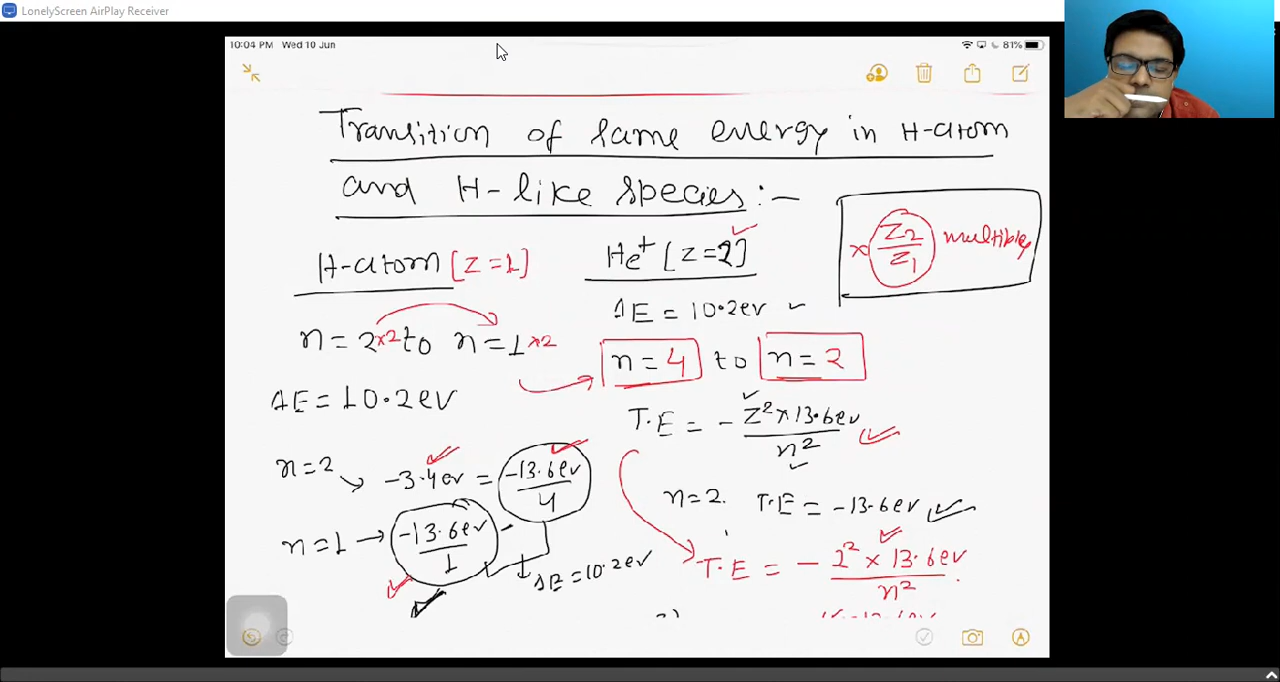 LonelyScreen AirPlay Receiver
10:04 PM Wed 10 Jun
81%
Transition of same energy in H-atom
and H-like species:-
x Z2/Z1 multible
H-atom [Z=1]
He+ [Z=2]
ΔE = 10.2ev
n = 2 x2 to n = 1 x2
n = 4 to n = 2
ΔE = 10.2ev
T.E = - Z² x 13.6ev / n²
n=2 → -3.4ev = -13.6ev / 4
n=2. T.E = -13.6ev
n=1 → -13.6ev / 1
ΔE = 10.2ev
T.E = - 2² x 13.6ev / n²